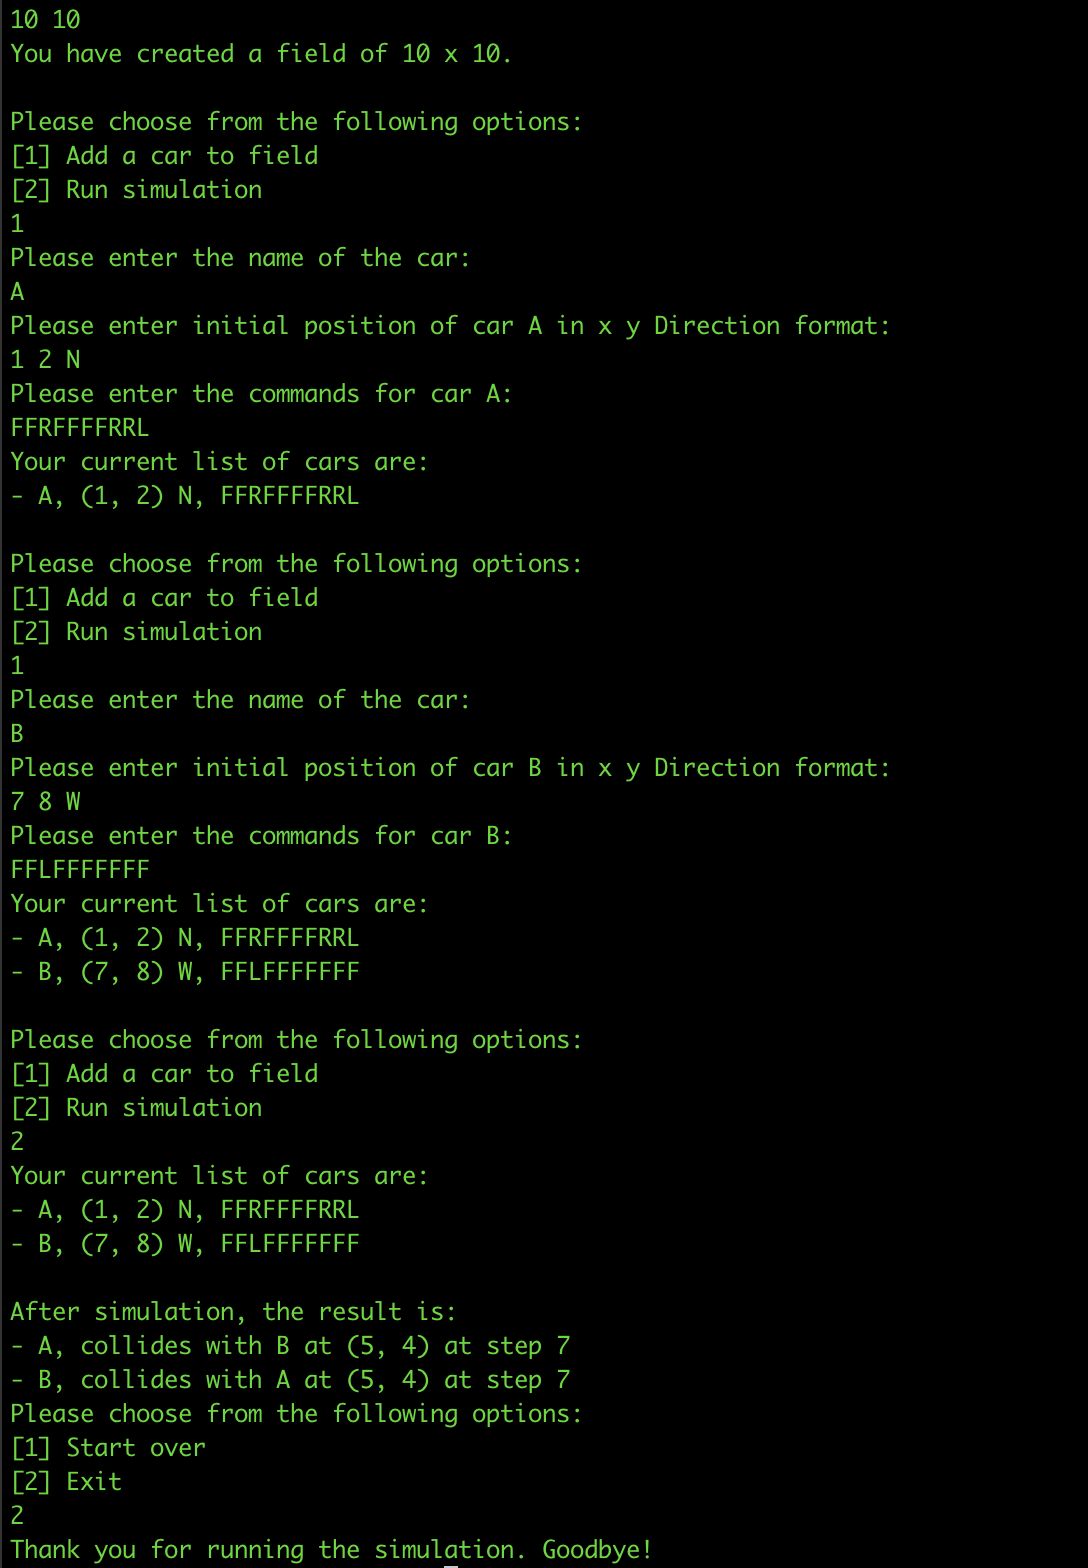 10 10
You have created a field of 10 x 10.
Please choose from the following options:
[1] Add a car to field
[2] Run simulation
1
Please enter the name of the car:
A
Please enter initial position of car A in x y Direction format:
1 2 N
Please enter the commands for car A:
FFRFFFFRRL
Your current list of cars are:
- A, (1, 2) N, FFRFFFFRRL
Please choose from the following options:
[1] Add a car to field
[2] Run simulation
1
Please enter the name of the car:
B
Please enter initial position of car B in x y Direction format:
7 8 W
Please enter the commands for car B:
FFLFFFFFFF
Your current list of cars are:
- A, (1, 2) N, FFRFFFFRRL
- B, (7, 8) W, FFLFFFFFFF
Please choose from the following options:
[1] Add a car to field
[2] Run simulation
2
Your current list of cars are:
- A, (1, 2) N, FFRFFFFRRL
- B, (7, 8) W, FFLFFFFFFF
After simulation, the result is:
- A, collides with B at (5, 4) at step 7
- B, collides with A at (5, 4) at step 7
Please choose from the following options:
[1] Start over
[2] Exit
2
Thank you for running the simulation. Goodbye!